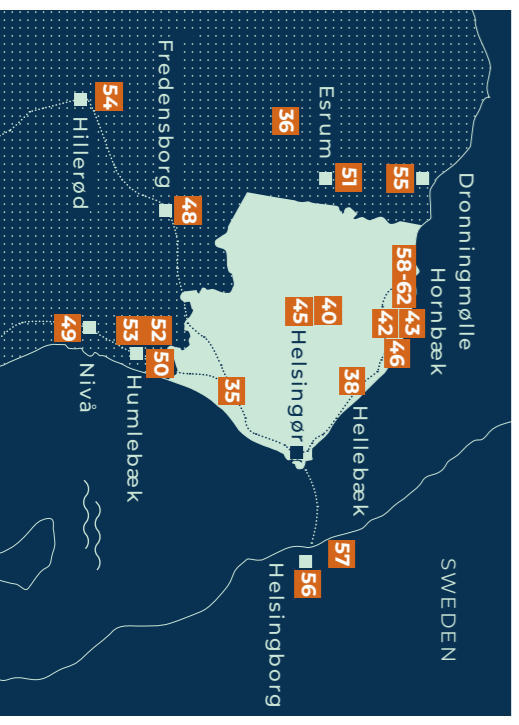 Dronningmølle
SWEDEN
Hornbæk
43
58-62
55
46
42
Hellebæk
38
51
57
Esrum
40
45
Helsingør
56
36
Helsingborg
35
48
Fredensborg
50
52
53
Humlebæk
54
Nivå
Hillerød
49